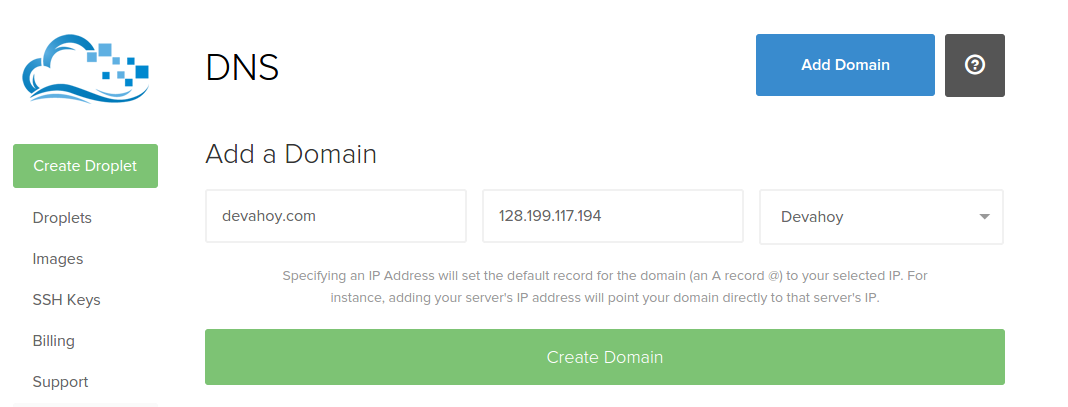 DNS
Add Domain
Create Droplet
Droplets
Images
SSH Keys
Billing
Support
Add a Domain
devahoy.com
128.199.117.194
Devahoy
Specifying an IP Address will set the default record for the domain (an A record @) to your selected IP. For
instance, adding your server's IP address will point your domain directly to that server's IP.
Create Domain